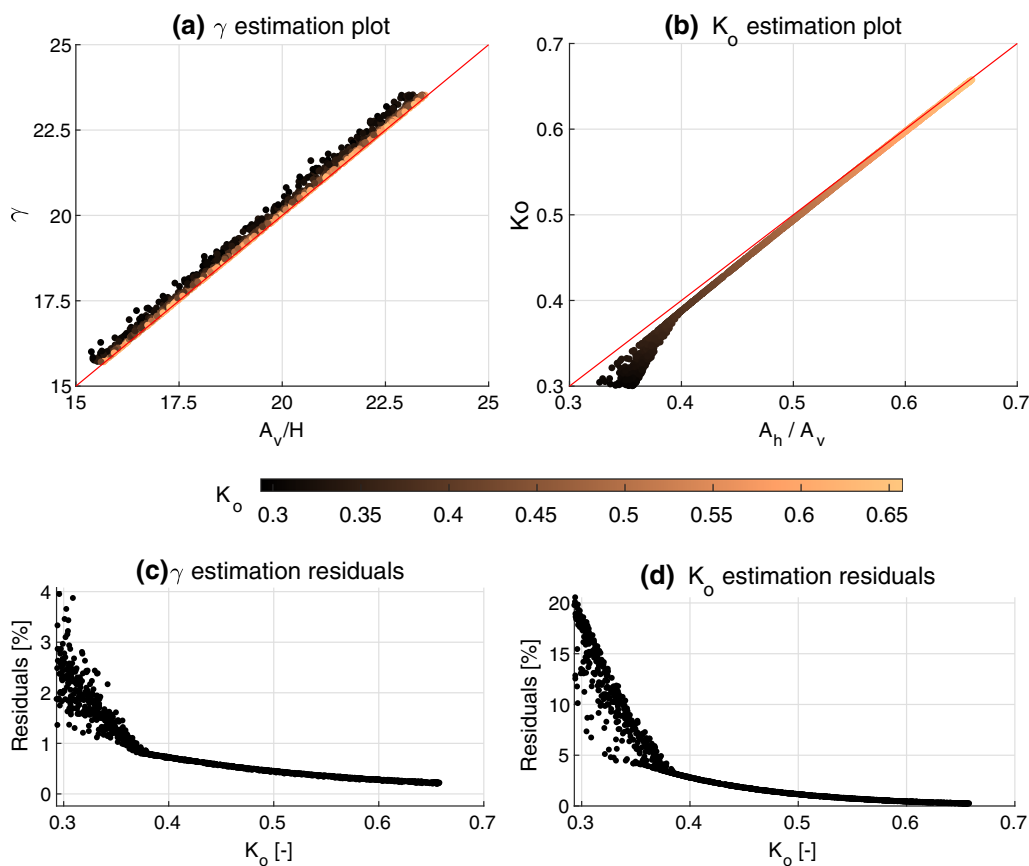 (a) γ estimation plot
25
22.5
20
17.5
15
γ
15 17.5 20 22.5 25
A_v/H
(b) K_o estimation plot
0.7
0.6
0.5
0.4
0.3
Ko
0.3 0.4 0.5 0.6 0.7
A_h / A_v
K_o
0.3 0.35 0.4 0.45 0.5 0.55 0.6 0.65
(c) γ estimation residuals
4
3
2
1
0
Residuals [%]
0.3 0.4 0.5 0.6 0.7
K_o [-]
(d) K_o estimation residuals
20
15
10
5
0
Residuals [%]
0.3 0.4 0.5 0.6 0.7
K_o [-]